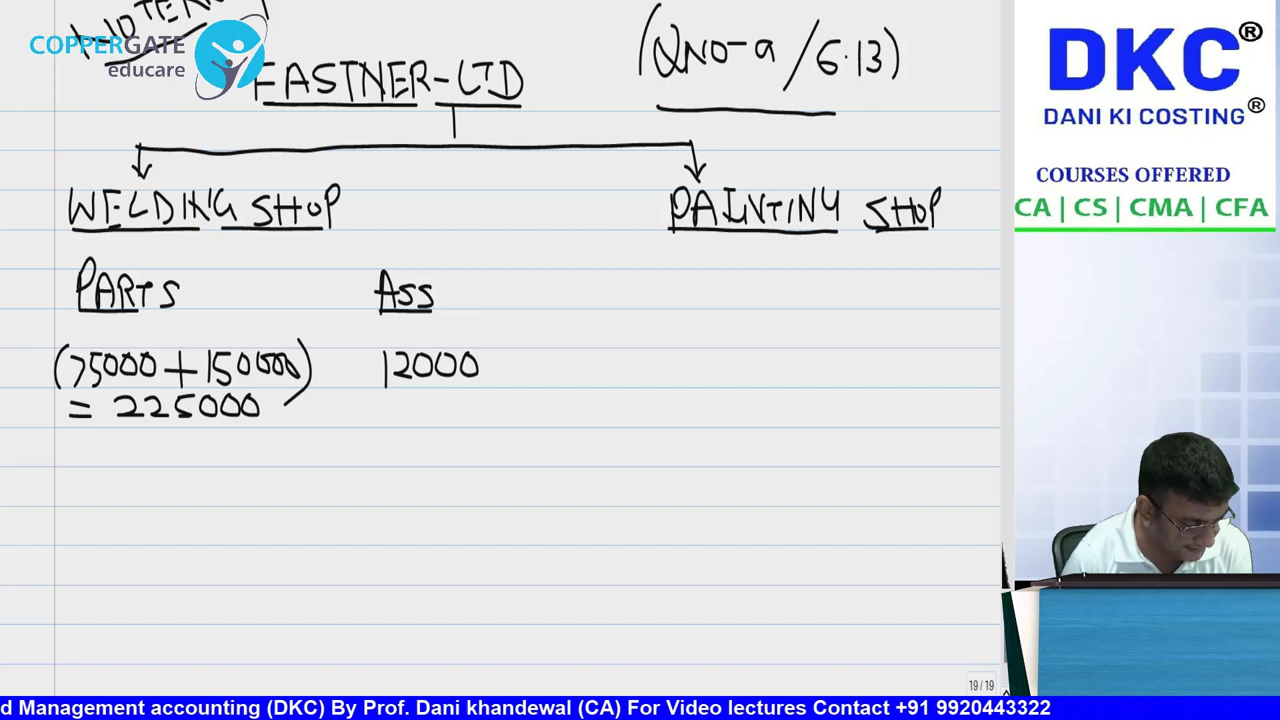 NOTE
COPPERGATE
educare
FASTNER-LTD
(QNO-9/6.13)
WELDING SHOP
PAINTING SHOP
PARTS
ASS
(75000+150000)
12000
= 225000
19/19
DKC®
DANI KI COSTING®
COURSES OFFERED
CA | CS | CMA | CFA
d Management accounting (DKC) By Prof. Dani khandewal (CA) For Video lectures Contact +91 9920443322